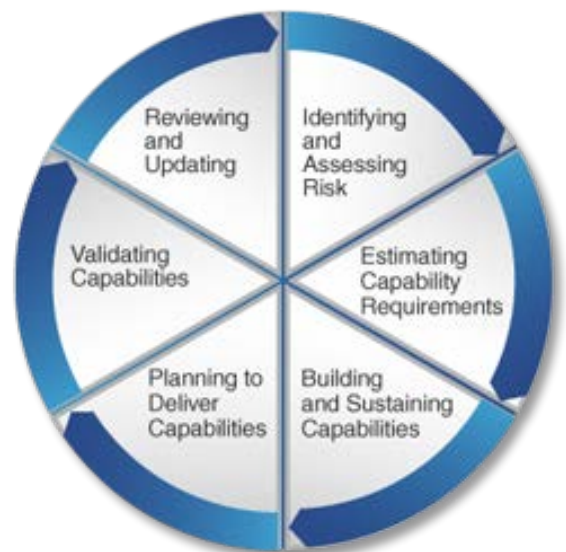 Reviewing
and
Updating
Identifying
and
Assessing
Risk
Estimating
Capability
Requirements
Building
and Sustaining
Capabilities
Planning to
Deliver
Capabilities
Validating
Capabilities